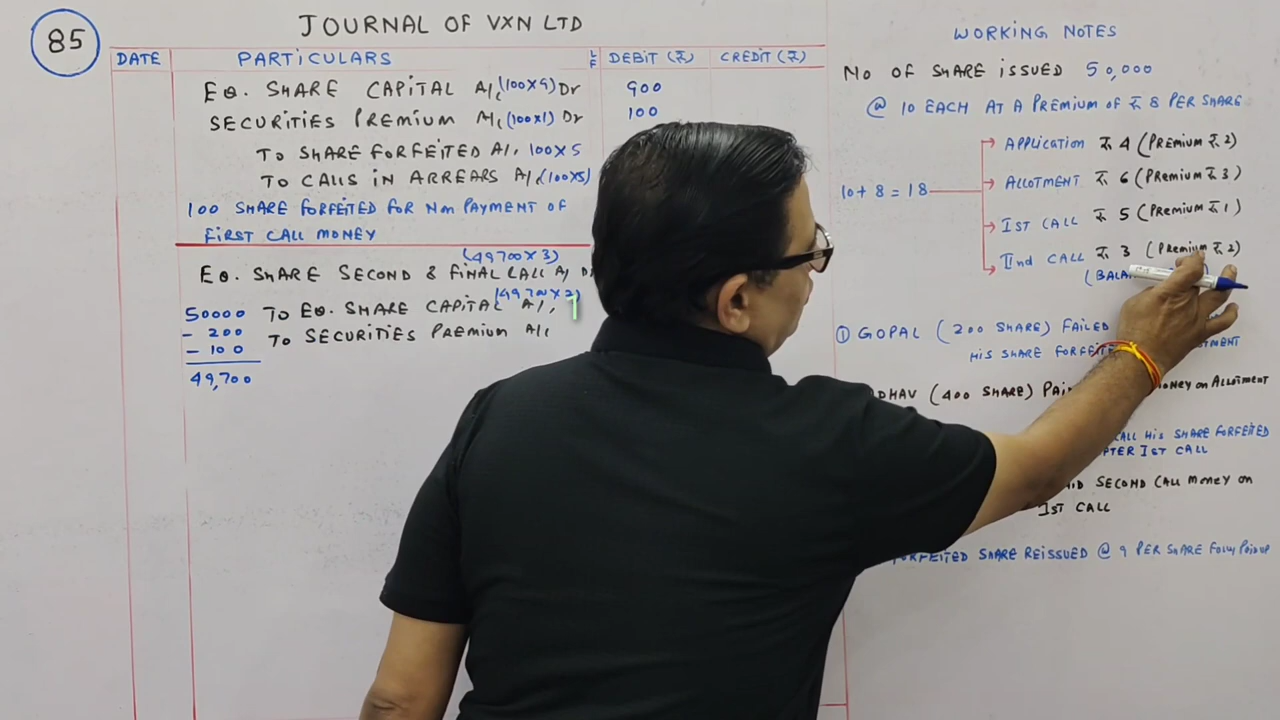 85
JOURNAL OF VXN LTD
DATE PARTICULARS LF DEBIT (₹) CREDIT (₹)
EQ. SHARE CAPITAL A/c (100×9) Dr 900
SECURITIES PREMIUM A/c (100×1) Dr 100
TO SHARE FORFEITED A/c 100×5
TO CALLS IN ARREARS A/c (100×5)
100 SHARE FORFEITED FOR NON PAYMENT OF
FIRST CALL MONEY
(49700×3)
EQ. SHARE SECOND & FINAL CALL A/c
(49700×2)
50000 TO EQ. SHARE CAPITAL A/c
- 200 TO SECURITIES PREMIUM A/c
- 100
49,700
WORKING NOTES
NO OF SHARE ISSUED 50,000
@ 10 EACH AT A PREMIUM OF ₹ 8 PER SHARE
APPLICATION ₹ 4 (PREMIUM ₹ 2)
10 + 8 = 18 ALLOTMENT ₹ 6 (PREMIUM ₹ 3)
IST CALL ₹ 5 (PREMIUM ₹ 1)
IInd CALL ₹ 3 (PREMIUM ₹ 2)
① GOPAL (200 SHARE) FAILED
HIS SHARE FORFEITED
(400 SHARE) MONEY ON ALLOTMENT
HIS SHARE FORFEITED
IST CALL
SECOND CALL MONEY ON
IST CALL
SHARE REISSUED @ 9 PER SHARE FULLY PAID UP